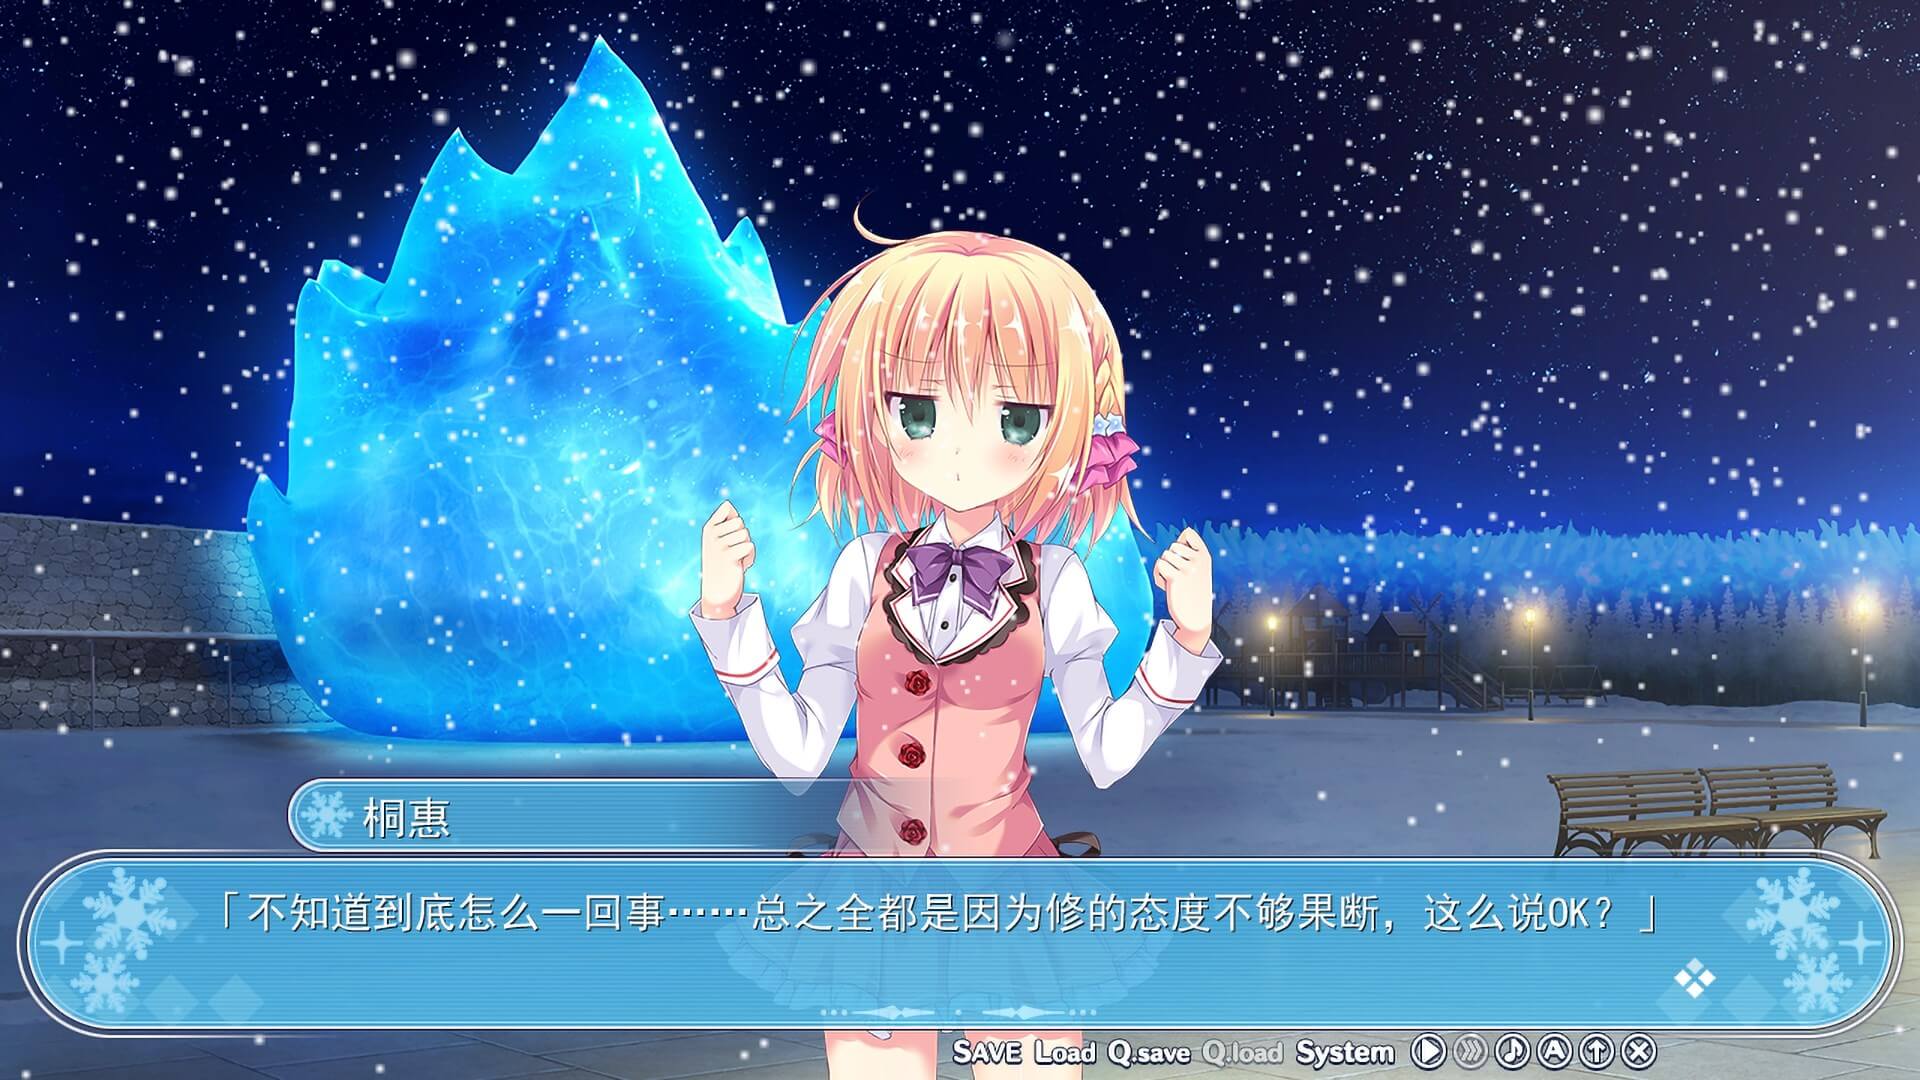 桐惠
「不知道到底怎么一回事……总之全都是因为修的态度不够果断，这么说OK？」
SAVE Load Q.save Q.load System